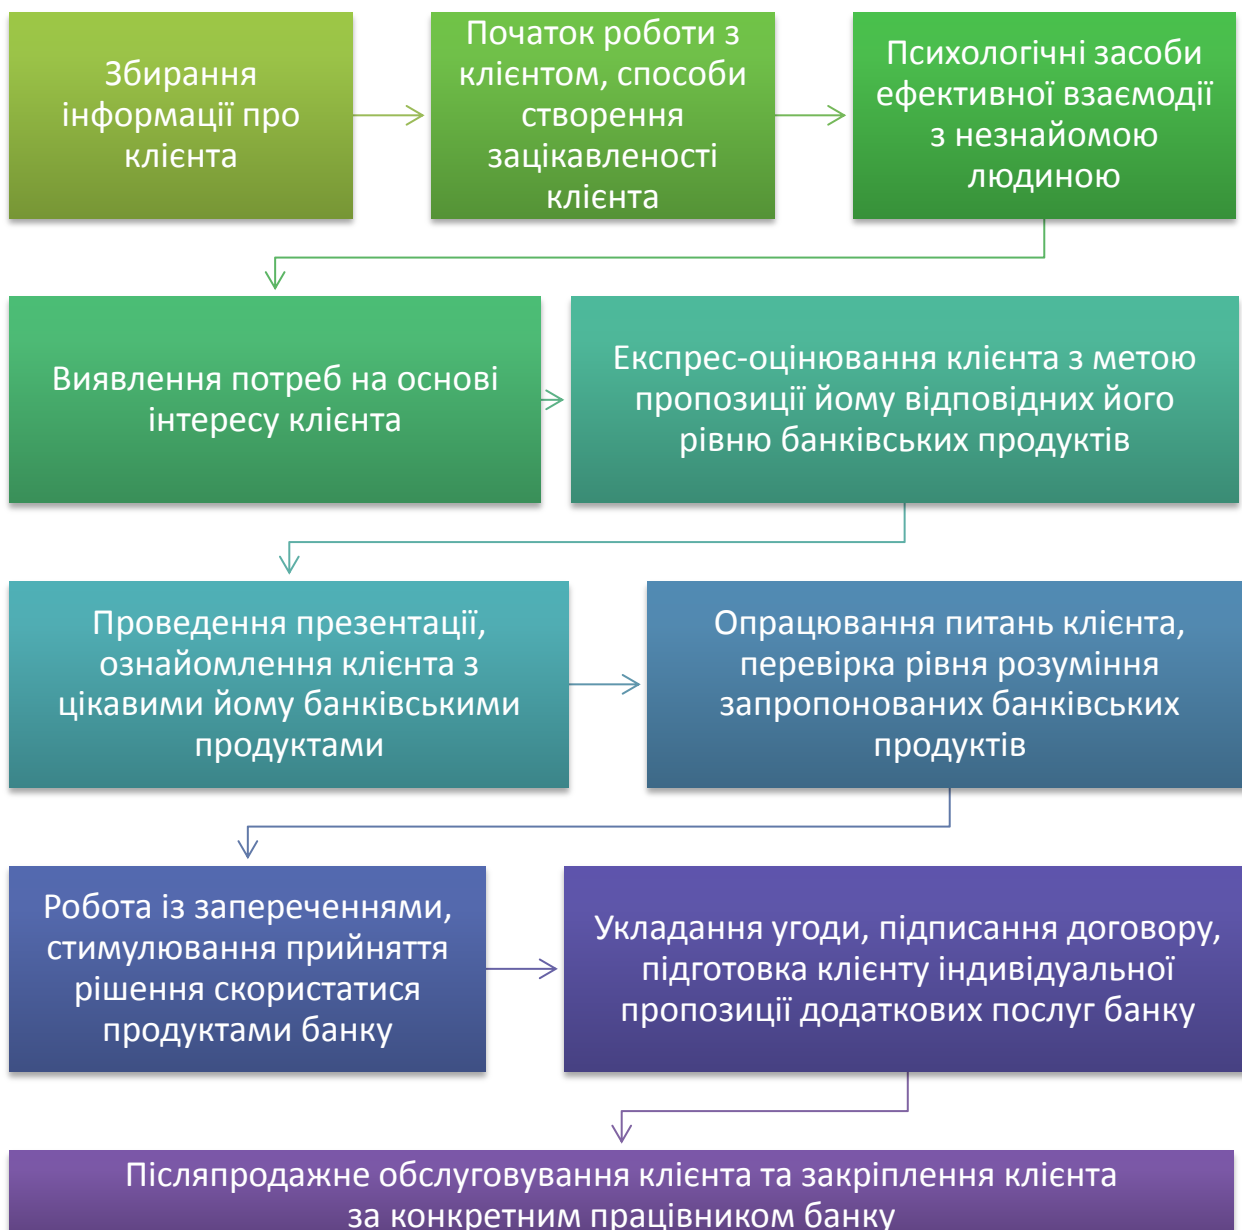 Збирання
інформації про
клієнта
Початок роботи з
клієнтом, способи
створення
зацікавленості
клієнта
Психологічні засоби
ефективної взаємодії
з незнайомою
людиною
Виявлення потреб на основі
інтересу клієнта
Експрес-оцінювання клієнта з метою
пропозиції йому відповідних його
рівню банківських продуктів
Проведення презентації,
ознайомлення клієнта з
цікавими йому банківськими
продуктами
Опрацювання питань клієнта,
перевірка рівня розуміння
запропонованих банківських
продуктів
Робота із запереченнями,
стимулювання прийняття
рішення скористатися
продуктами банку
Укладання угоди, підписання договору,
підготовка клієнту індивідуальної
пропозиції додаткових послуг банку
Післяпродажне обслуговування клієнта та закріплення клієнта
за конкретним працівником банку